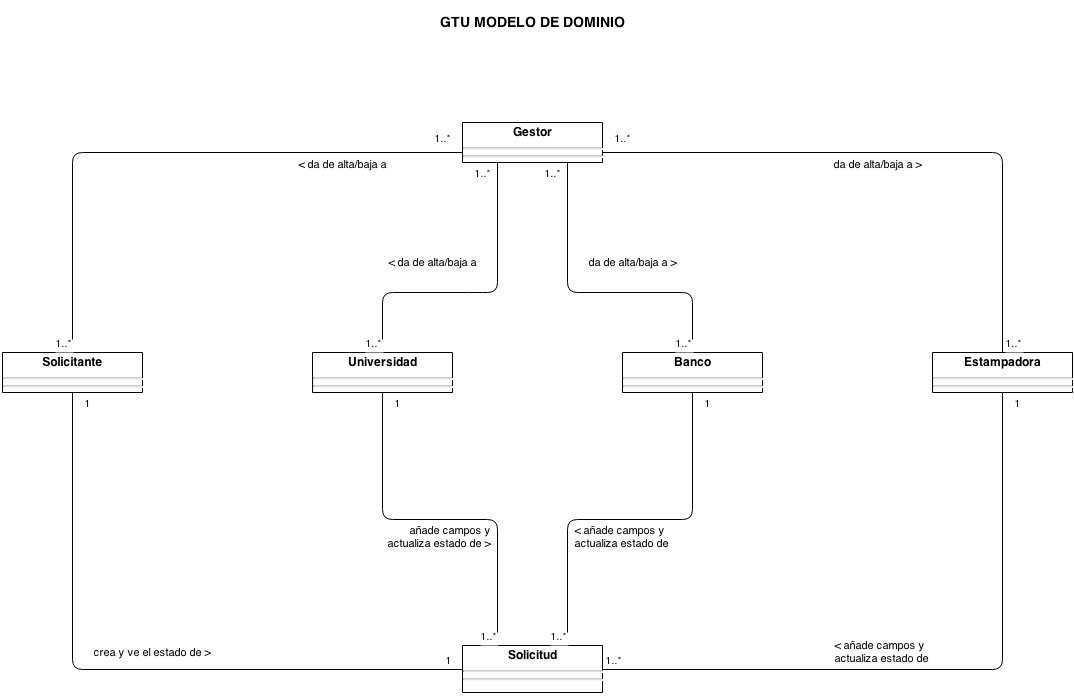 GTU MODELO DE DOMINIO
1..*
Gestor
1..*
< da de alta/baja a
da de alta/baja a >
1..*
1..*
< da de alta/baja a
da de alta/baja a >
1..*
1..*
1..*
1..*
Solicitante
Universidad
Banco
Estampadora
1
1
1
1
añade campos y
actualiza estado de >
< añade campos y
actualiza estado de
1..*
1..*
crea y ve el estado de >
1
Solicitud
1..*
< añade campos y
actualiza estado de